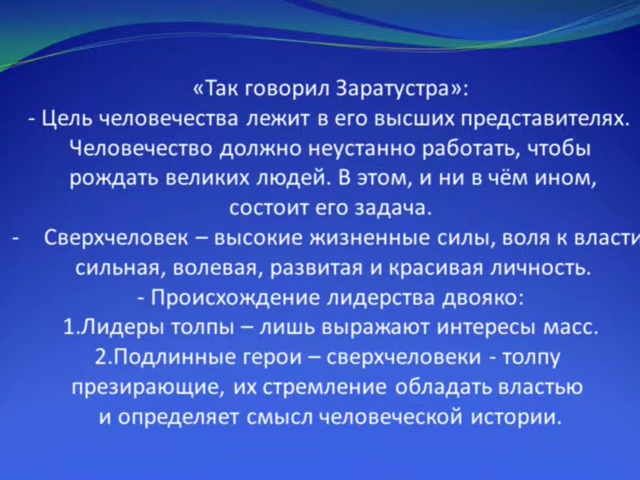 «Так говорил Заратустра»:
- Цель человечества лежит в его высших представителях.
Человечество должно неустанно работать, чтобы
рождать великих людей. В этом, и ни в чём ином,
состоит его задача.
- Сверхчеловек – высокие жизненные силы, воля к власти
сильная, волевая, развитая и красивая личность.
- Происхождение лидерства двояко:
1.Лидеры толпы – лишь выражают интересы масс.
2.Подлинные герои – сверхчеловеки - толпу
презирающие, их стремление обладать властью
и определяет смысл человеческой истории.